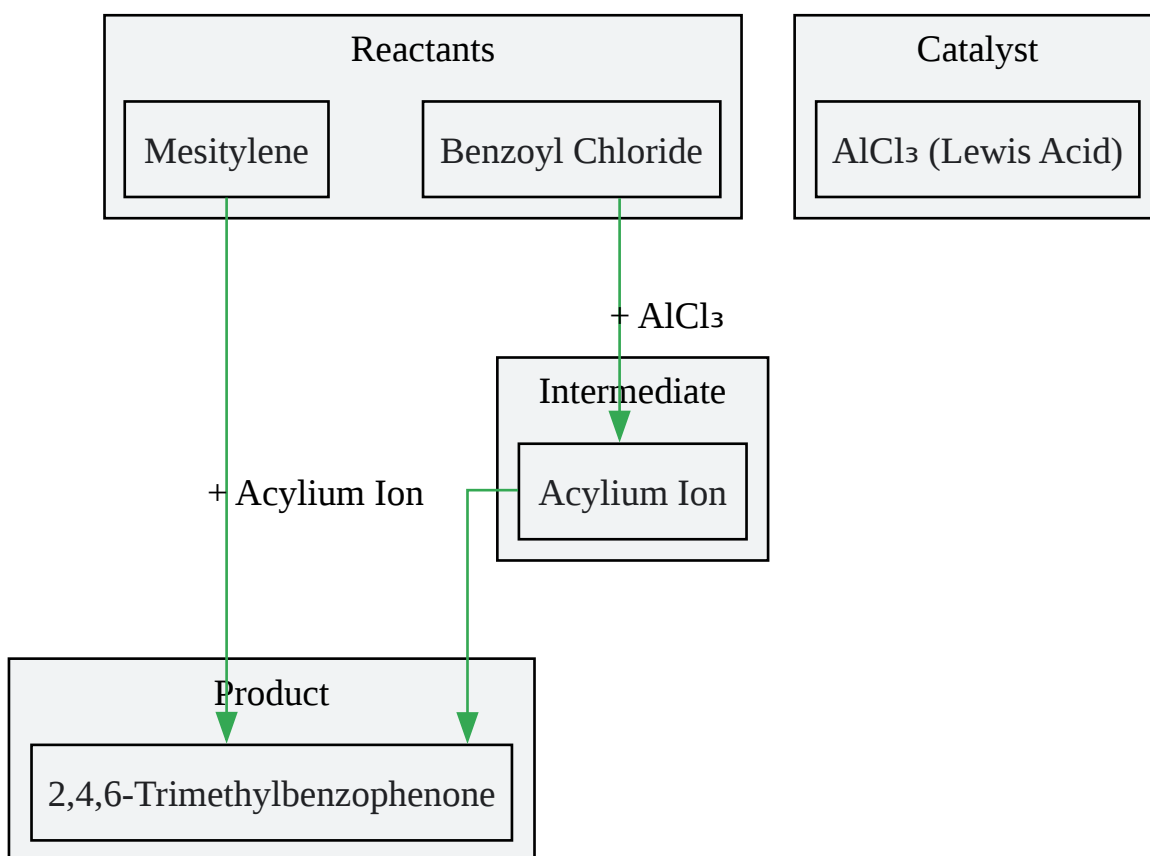 Reactants
Catalyst
Mesitylene
Benzoyl Chloride
AlCl₃ (Lewis Acid)
+ AlCl₃
Intermediate
+ Acylium Ion
Acylium Ion
Product
2,4,6-Trimethylbenzophenone